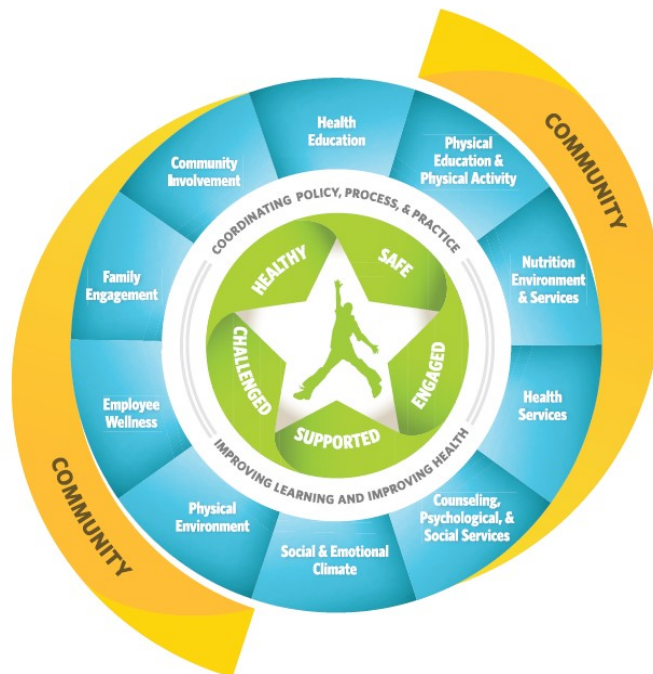 COMMUNITY
Health
Education
Physical
Education &
Physical Activity
Nutrition
Environment
& Services
Health
Services
Counseling,
Psychological, &
Social Services
Social & Emotional
Climate
Physical
Environment
Employee
Wellness
Family
Engagement
Community
Involvement
COORDINATING POLICY, PROCESS, & PRACTICE
IMPROVING LEARNING AND IMPROVING HEALTH
HEALTHY
SAFE
ENGAGED
SUPPORTED
CHALLENGED
COMMUNITY